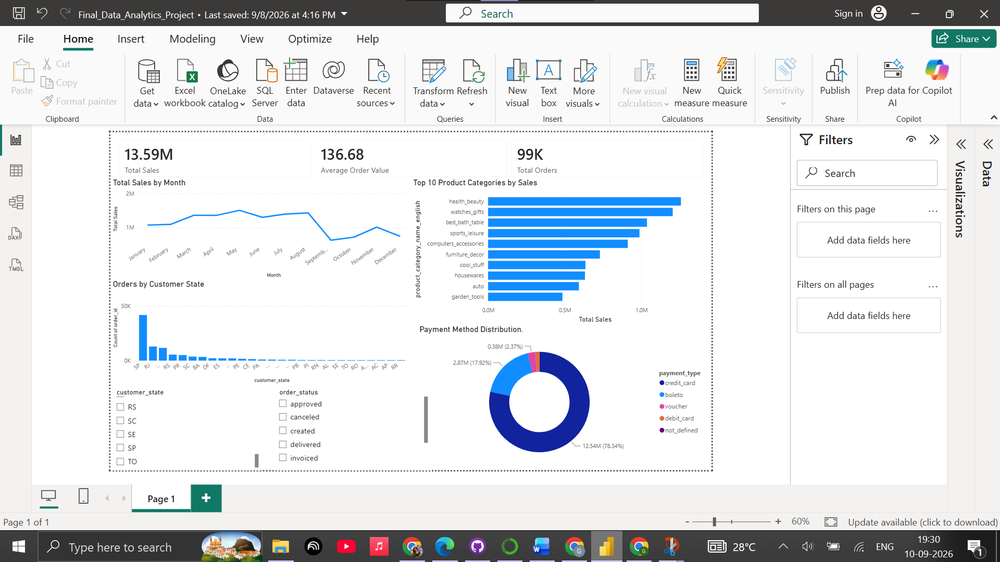 Final_Data_Analytics_Project • Last saved: 9/8/2026 at 4:16 PM
Search
Sign in
File
Home
Insert
Modeling
View
Optimize
Help
Share
Paste
Cut
Copy
Format painter
Clipboard
Get data
Excel workbook
OneLake catalog
SQL Server
Enter data
Dataverse
Recent sources
Data
Transform data
Refresh
Queries
New visual
Text box
More visuals
Insert
New visual calculation
New measure
Quick measure
Calculations
Sensitivity
Sensitivity
Publish
Share
Prep data for AI
Copilot
Copilot
DAX
TMDL
13.59M
Total Sales
136.68
Average Order Value
99K
Total Orders
Total Sales by Month
Total Sales
2M
1M
January
February
March
April
May
June
July
August
Septemb...
October
November
December
Month
Top 10 Product Categories by Sales
product_category_name_english
health_beauty
watches_gifts
bed_bath_table
sports_leisure
computers_accessories
furniture_decor
cool_stuff
housewares
auto
garden_tools
0.0M
0.5M
1.0M
Total Sales
Orders by Customer State
Count of order_id
50K
0K
SP
RJ
...
RS
PR
SC
BA
DF
ES
...
PE
CE
PA
...
...
...
PB
PI
RN
AL
SE
TO
RO
A...
AC
AP
RR
customer_state
Payment Method Distribution.
0.38M (2.37%)
2.87M (17.92%)
12.54M (78.34%)
payment_type
credit_card
boleto
voucher
debit_card
not_defined
customer_state
RS
SC
SE
SP
TO
order_status
approved
canceled
created
delivered
invoiced
Filters
Search
Filters on this page
...
Add data fields here
Filters on all pages
...
Add data fields here
Visualizations
Data
Page 1
Page 1 of 1
60%
Update available (click to download)
Type here to search
28°C
ENG
19:30
10-09-2026
1